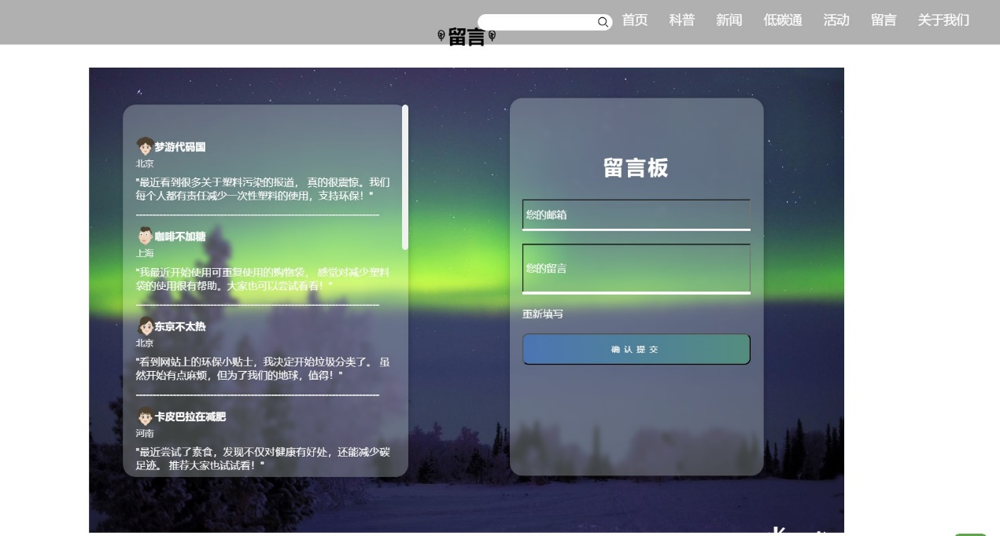 首页 科普 新闻 低碳通 活动 留言 关于我们
留言
梦游代码国
北京
"最近看到很多关于塑料污染的报道， 真的很震惊。我们
每个人都有责任减少一次性塑料的使用，支持环保！"
咖啡不加糖
上海
"我最近开始使用可重复使用的购物袋， 感觉对减少塑料
袋的使用很有帮助。大家也可以尝试看看！"
东京不太热
北京
"看到网站上的环保小贴士，我决定开始垃圾分类了。 虽
然开始有点麻烦，但为了我们的地球，值得！"
卡皮巴拉在减肥
河南
"最近尝试了素食，发现不仅对健康有好处，还能减少碳
足迹。 推荐大家也试试看！"
留言板
您的邮箱
您的留言
重新填写
确认提交